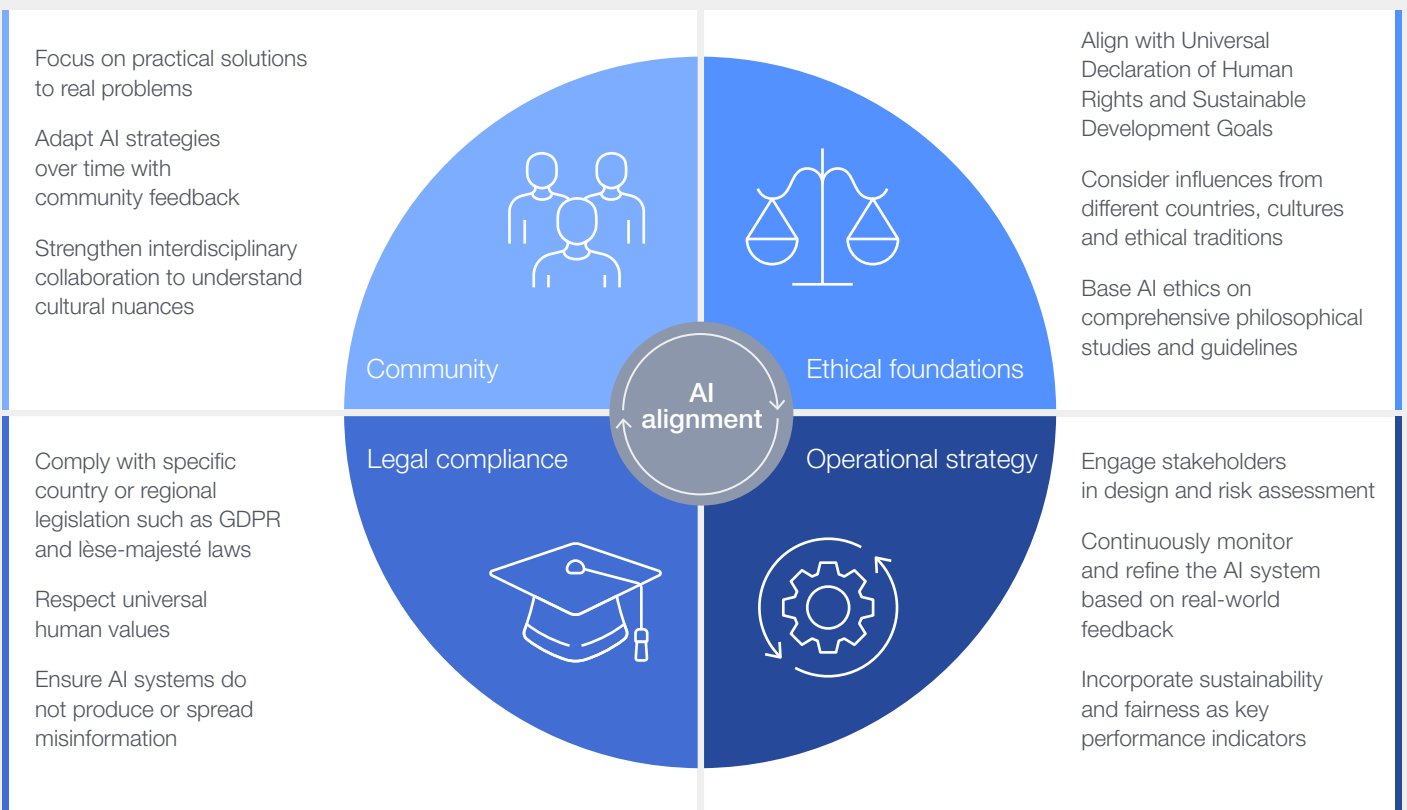 Focus on practical solutions
to real problems
Adapt AI strategies
over time with
community feedback
Strengthen interdisciplinary
collaboration to understand
cultural nuances
Community
Align with Universal
Declaration of Human
Rights and Sustainable
Development Goals
Consider influences from
different countries, cultures
and ethical traditions
Base AI ethics on
comprehensive philosophical
studies and guidelines
Ethical foundations
AI
alignment
Comply with specific
country or regional
legislation such as GDPR
and lèse-majesté laws
Respect universal
human values
Ensure AI systems do
not produce or spread
misinformation
Legal compliance
Operational strategy
Engage stakeholders
in design and risk assessment
Continuously monitor
and refine the AI system
based on real-world
feedback
Incorporate sustainability
and fairness as key
performance indicators